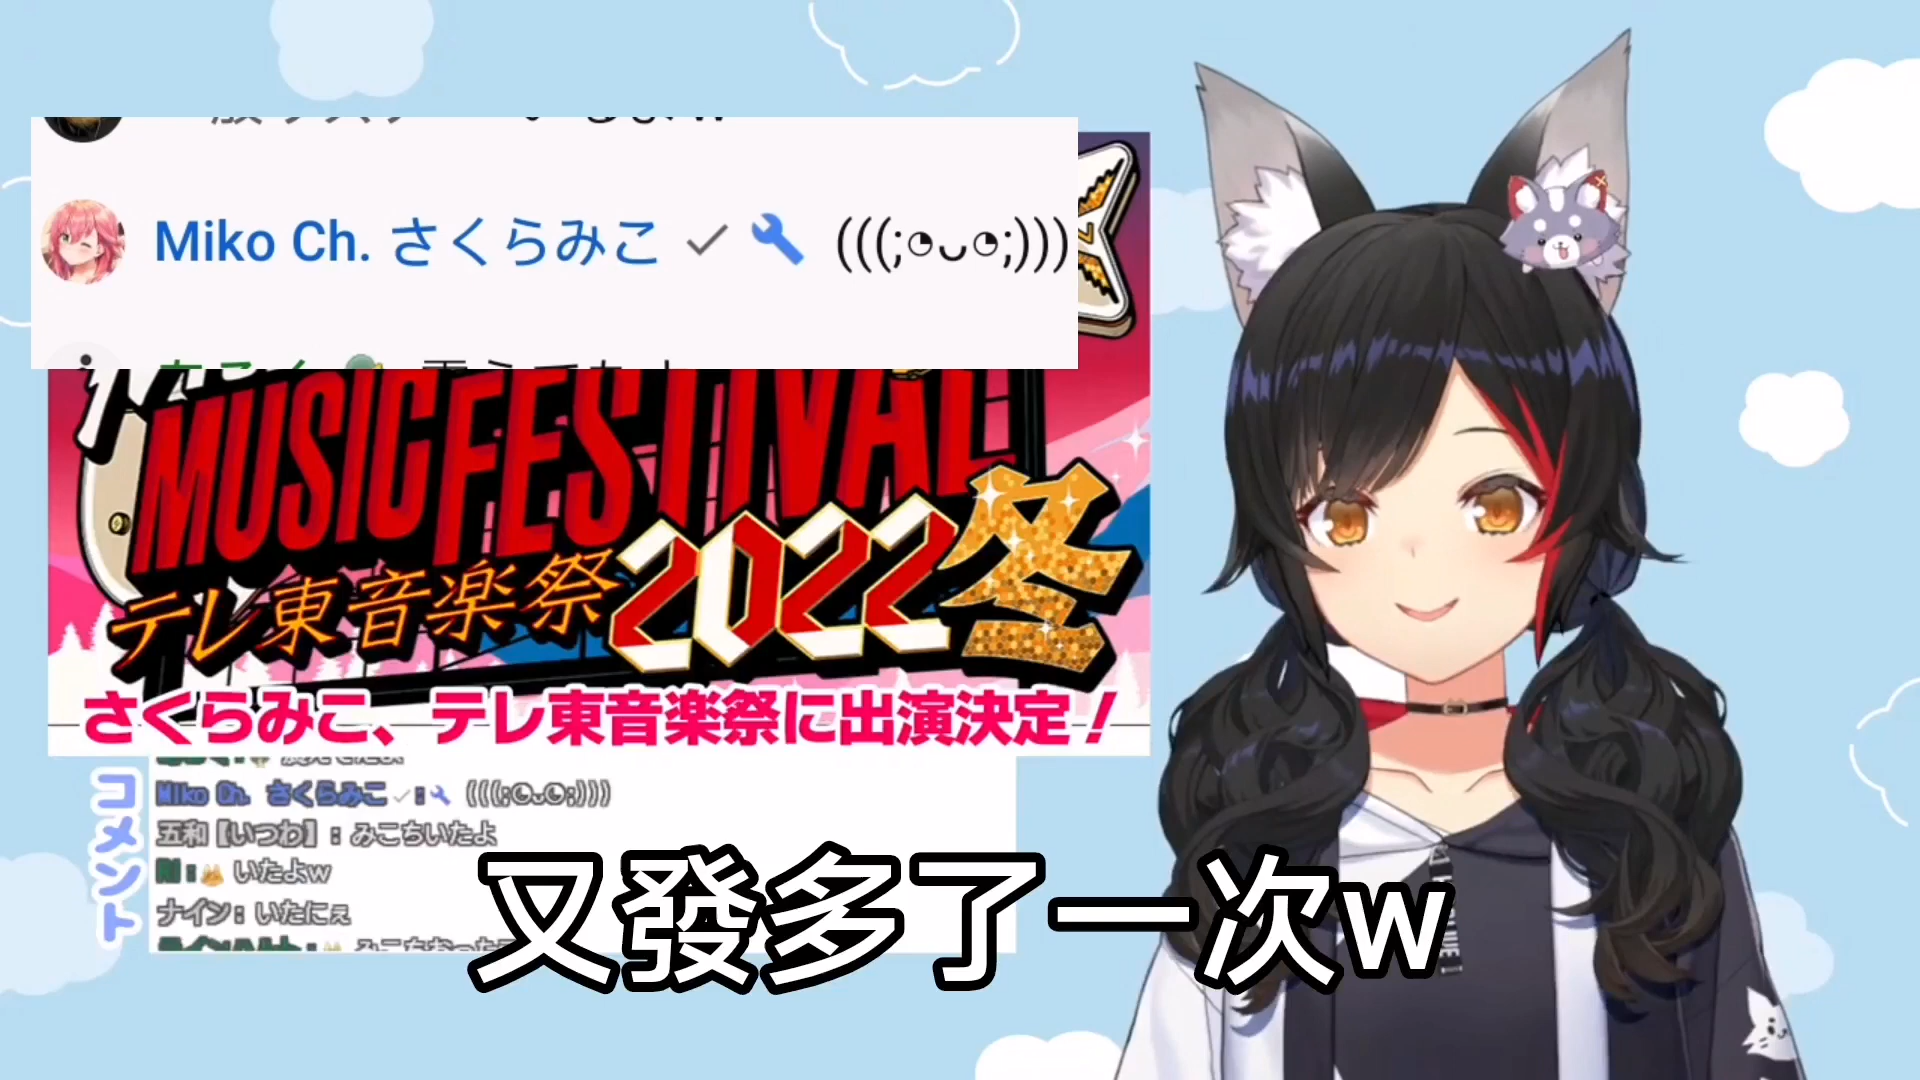 Miko Ch. さくらみこ ✓ (((;◔ᴗ◔;)))
MUSIC FESTIVAL
テレ東音楽祭2022冬
さくらみこ、テレ東音楽祭に出演決定！
コメント
Miko Ch. さくらみこ✓: (((;◔ᴗ◔;)))
五和【いつわ】: みこちいたよ
RI: いたよw
ナイン: いたにぇ
又發多了一次w